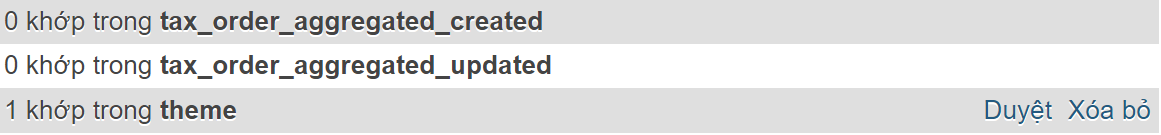 0 khớp trong tax_order_aggregated_created
0 khớp trong tax_order_aggregated_updated
1 khớp trong theme Duyệt Xóa bỏ